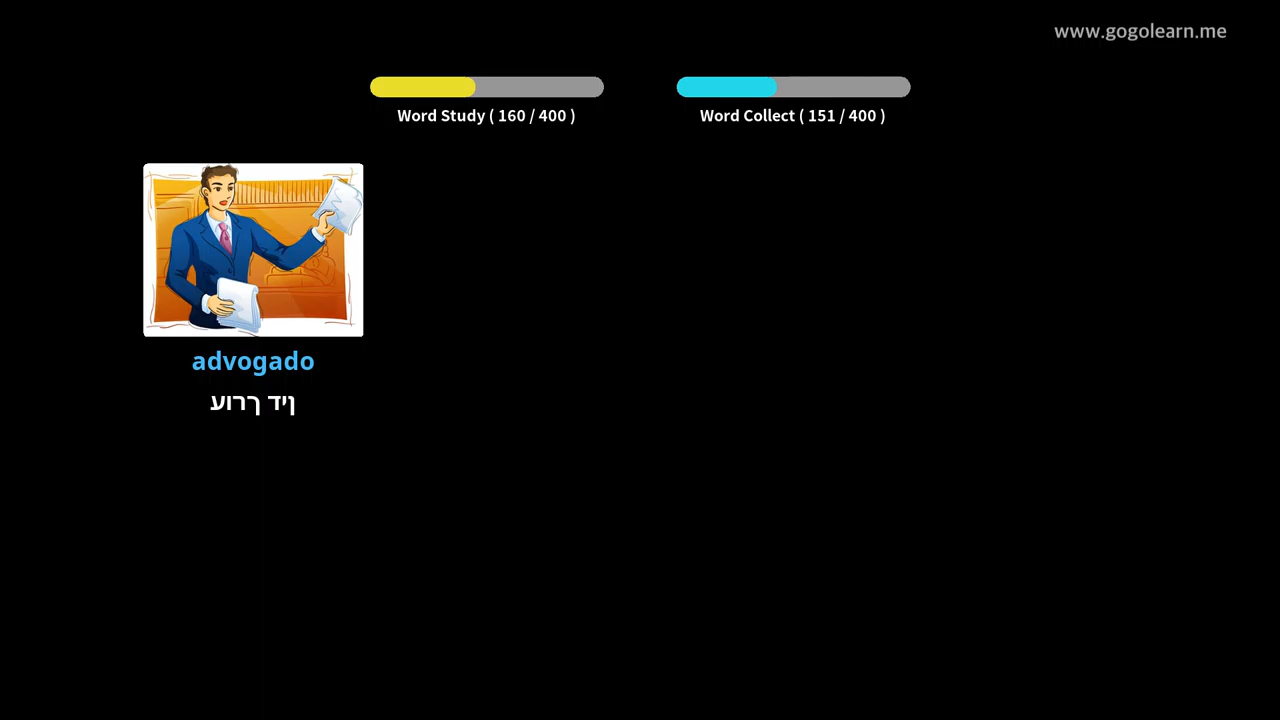 www.gogolearn.me
Word Study ( 160 / 400 )
Word Collect ( 151 / 400 )
advogado
עורך דין